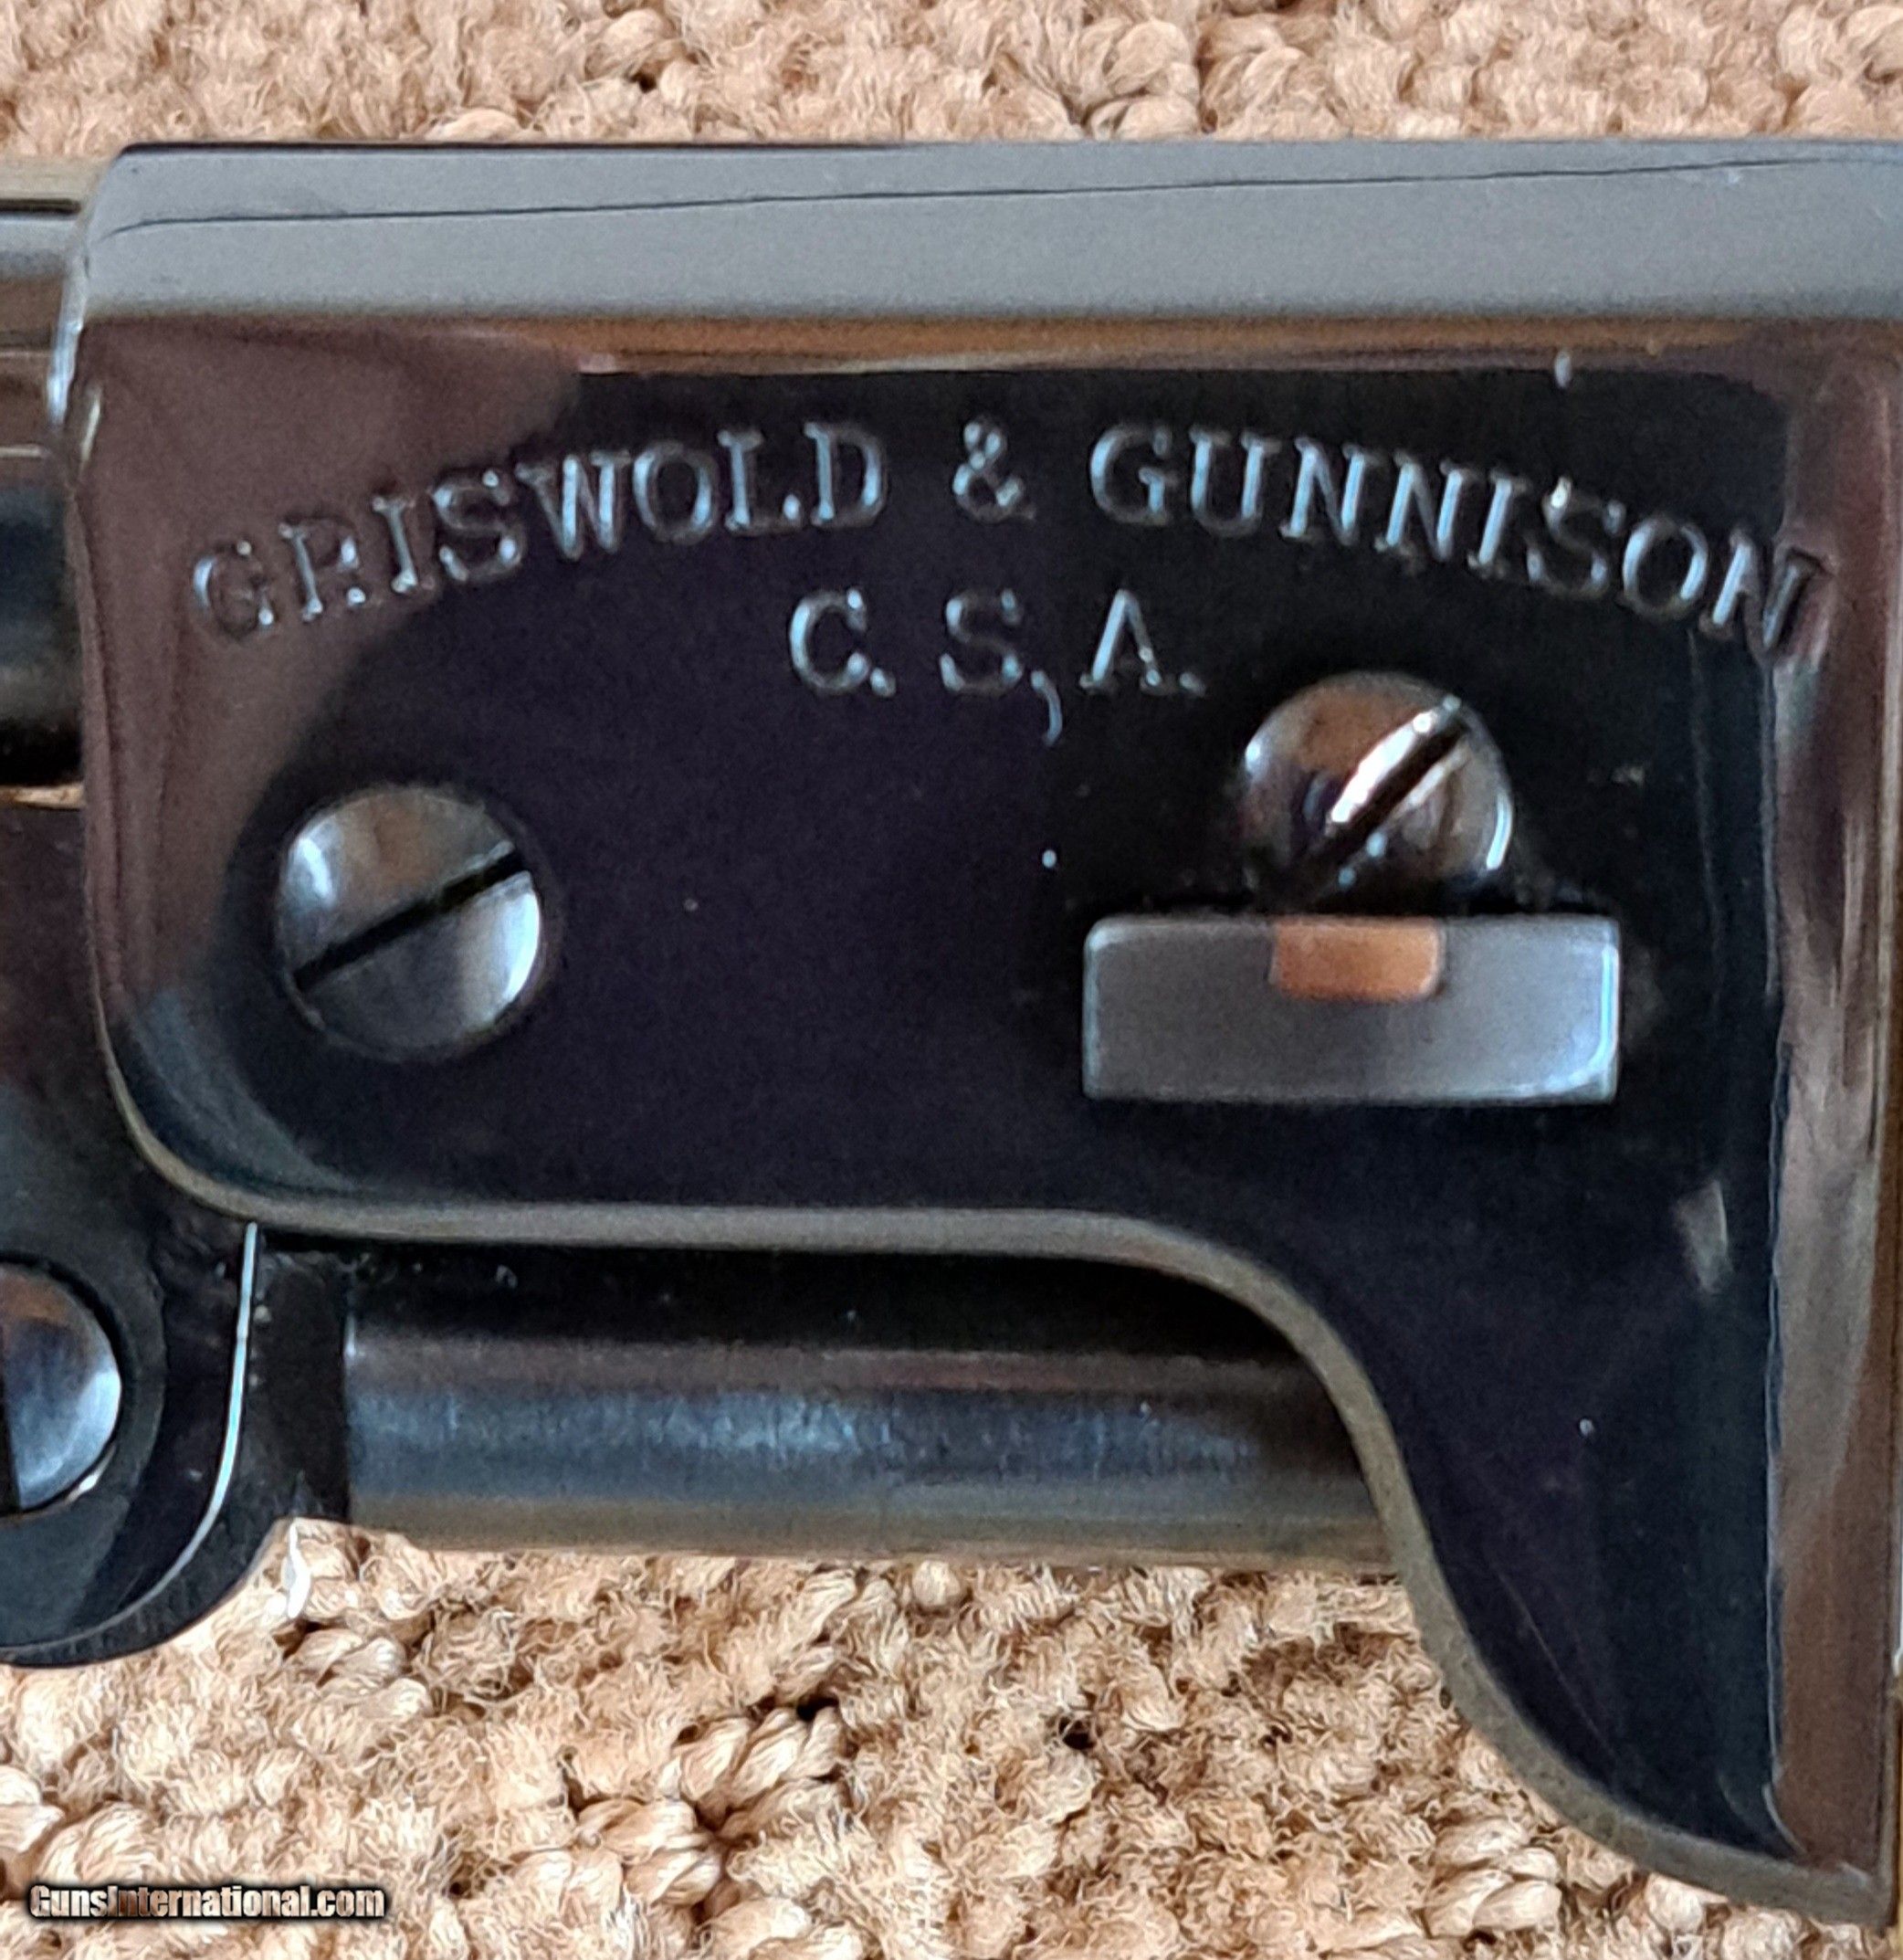 GRISWOLD & GUNNISON
C. S, A.
GunsInternational.com